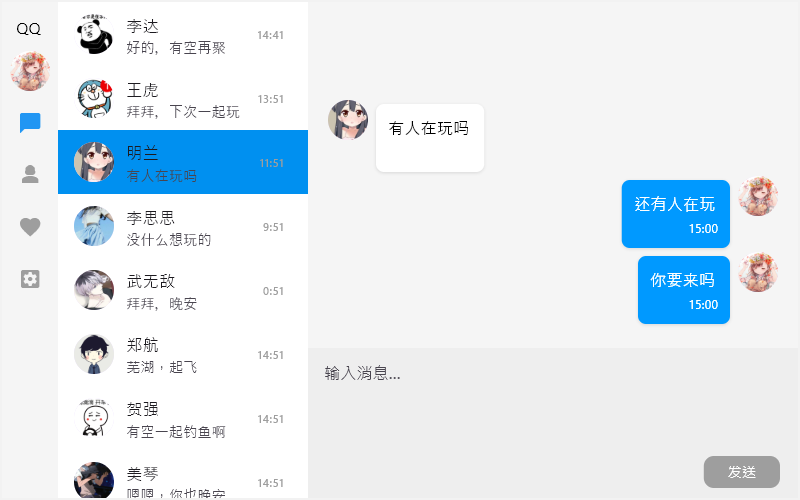 QQ
李达
14:41
好的，有空再聚
王虎
13:51
拜拜，下次一起玩
明兰
11:51
有人在玩吗
李思思
9:51
没什么想玩的
武无敌
0:51
拜拜，晚安
郑航
14:51
芜湖，起飞
贺强
14:51
有空一起钓鱼啊
美琴
14:51
嗯嗯，你也晚安
有人在玩吗
还有人在玩
15:00
你要来吗
15:00
输入消息...
发送